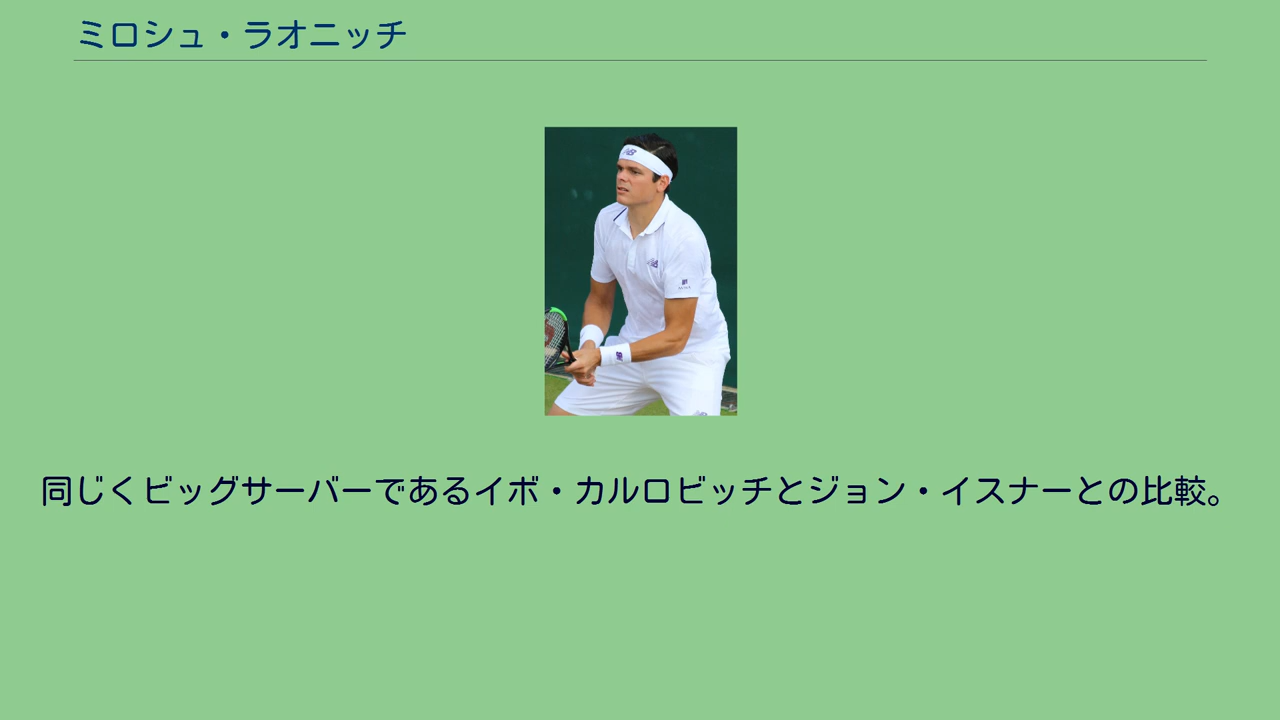 ミロシュ・ラオニッチ
同じくビッグサーバーであるイボ・カルロビッチとジョン・イスナーとの比較。